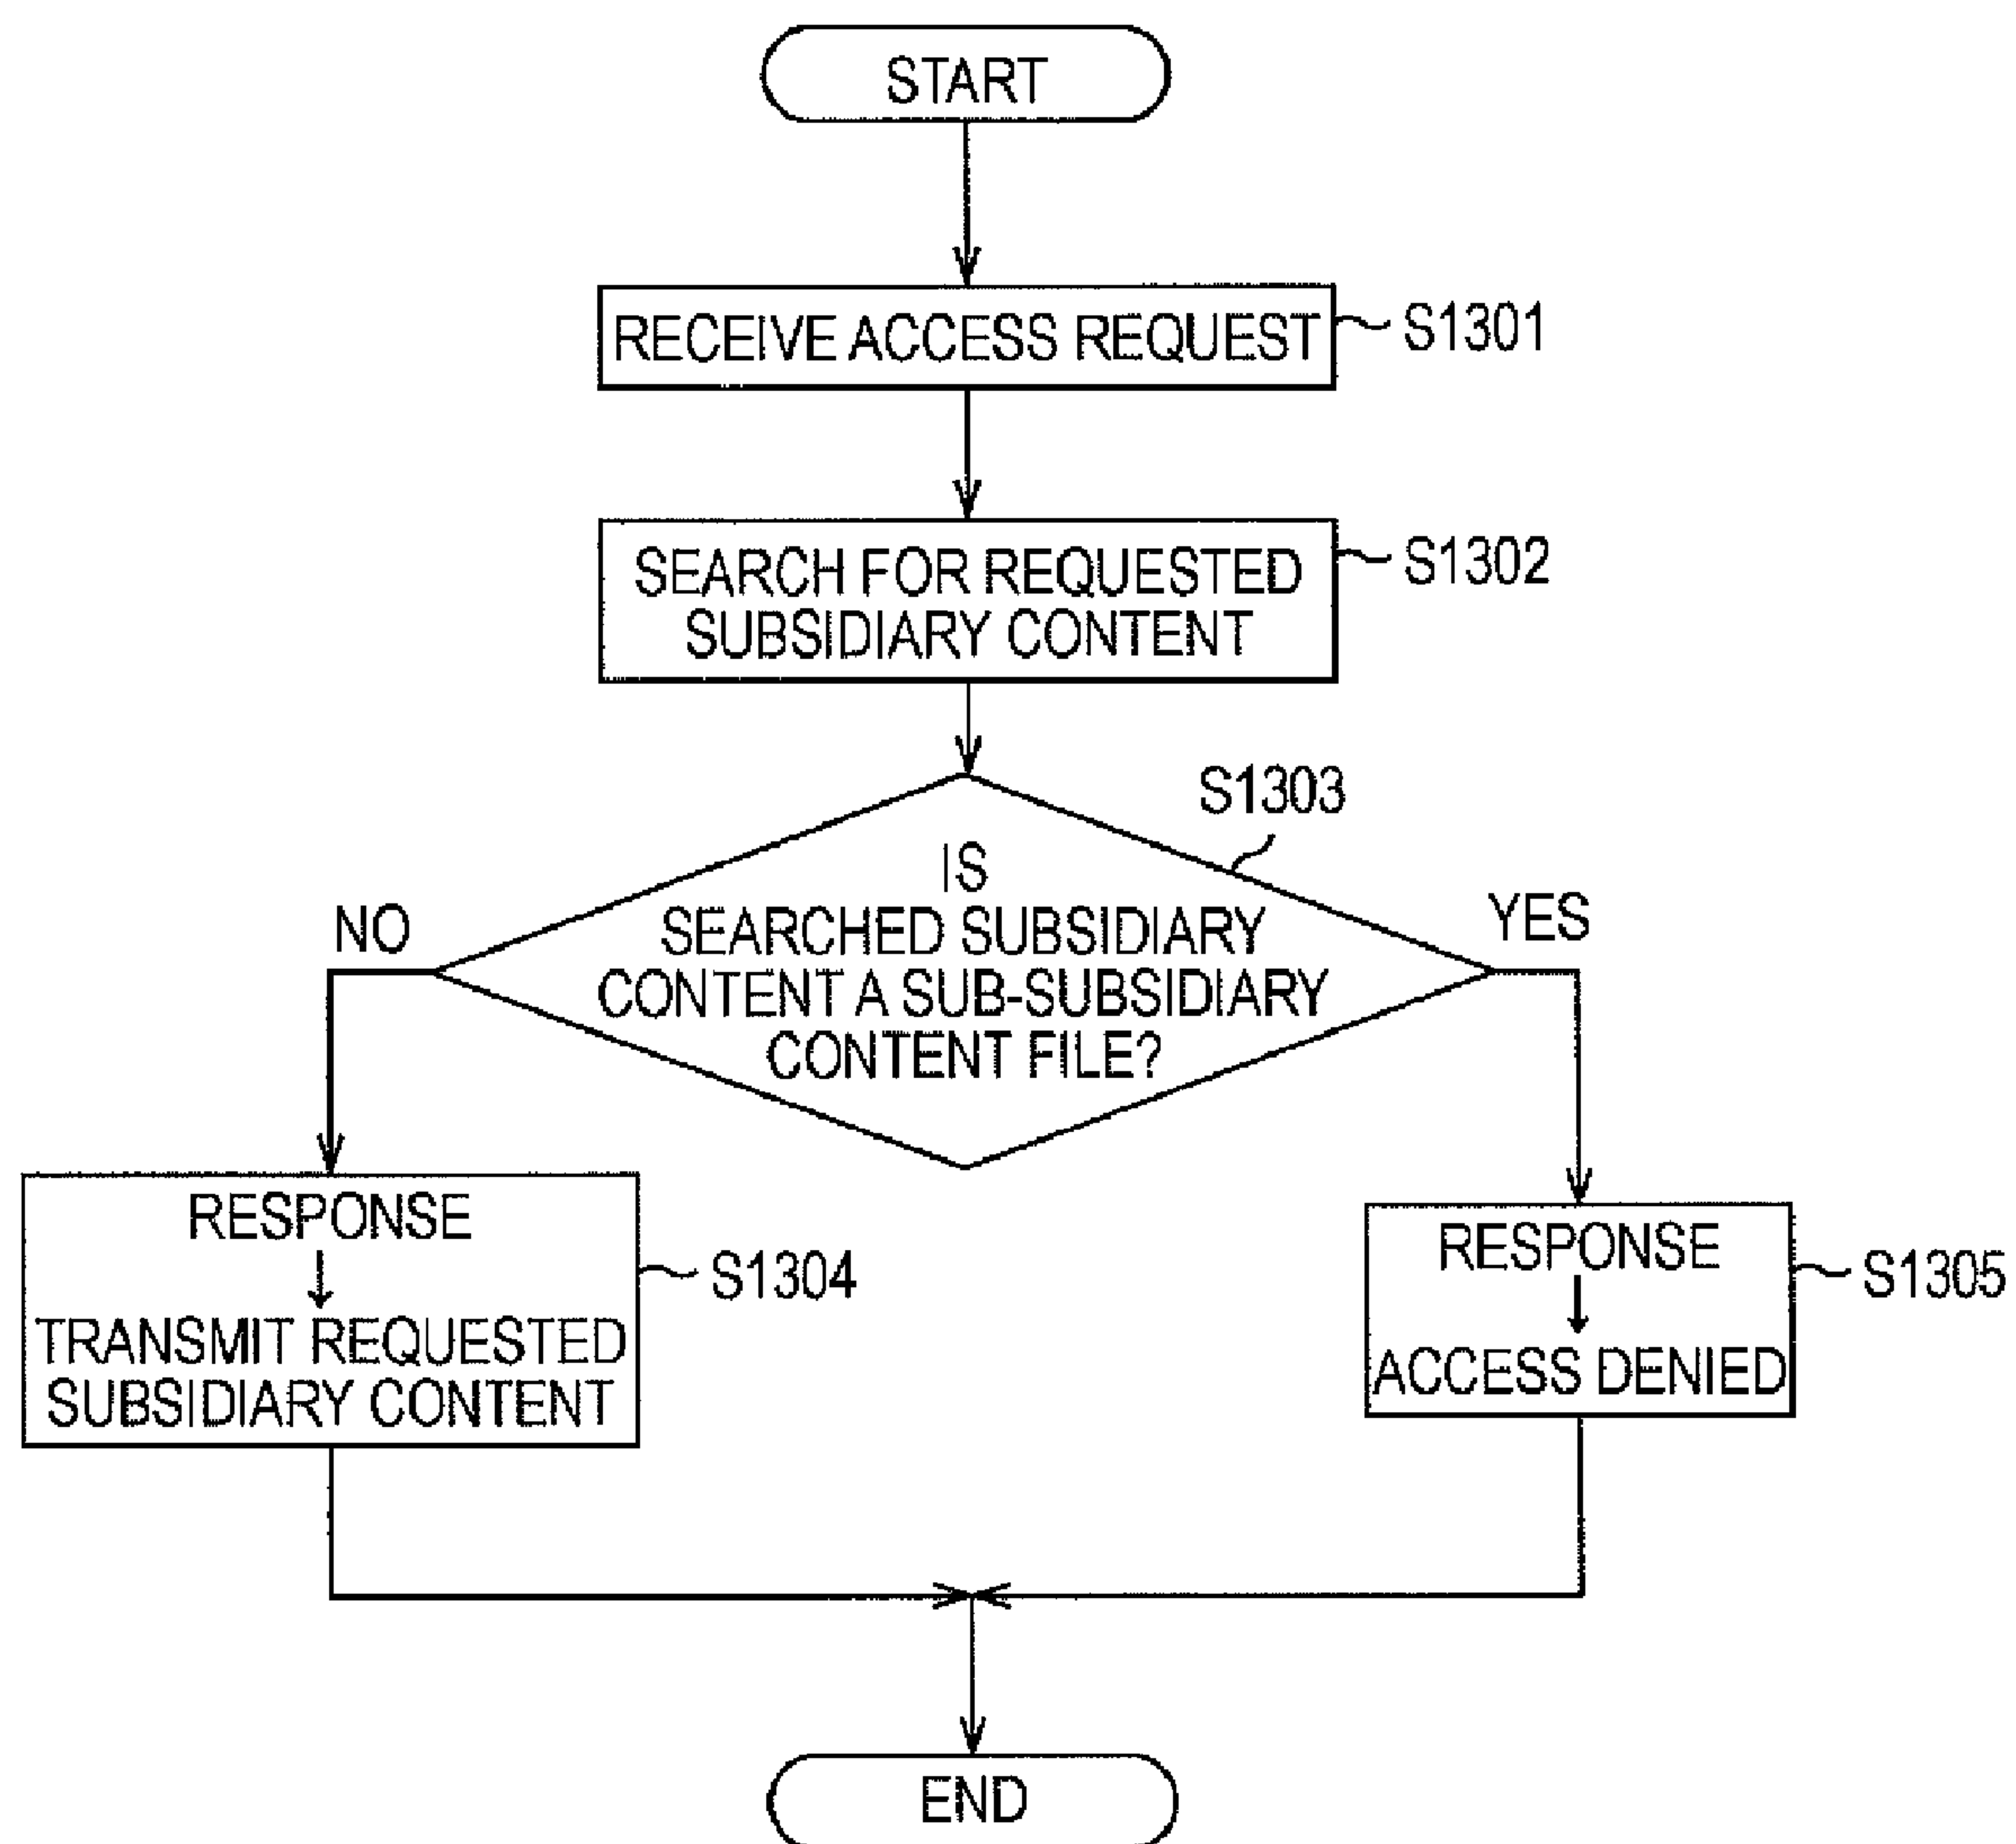 START
RECEIVE ACCESS REQUEST
S1301
SEARCH FOR REQUESTED
SUBSIDIARY CONTENT
S1302
S1303
IS
SEARCHED SUBSIDIARY
CONTENT A SUB-SUBSIDIARY
CONTENT FILE?
NO
YES
RESPONSE
TRANSMIT REQUESTED
SUBSIDIARY CONTENT
S1304
RESPONSE
ACCESS DENIED
S1305
END